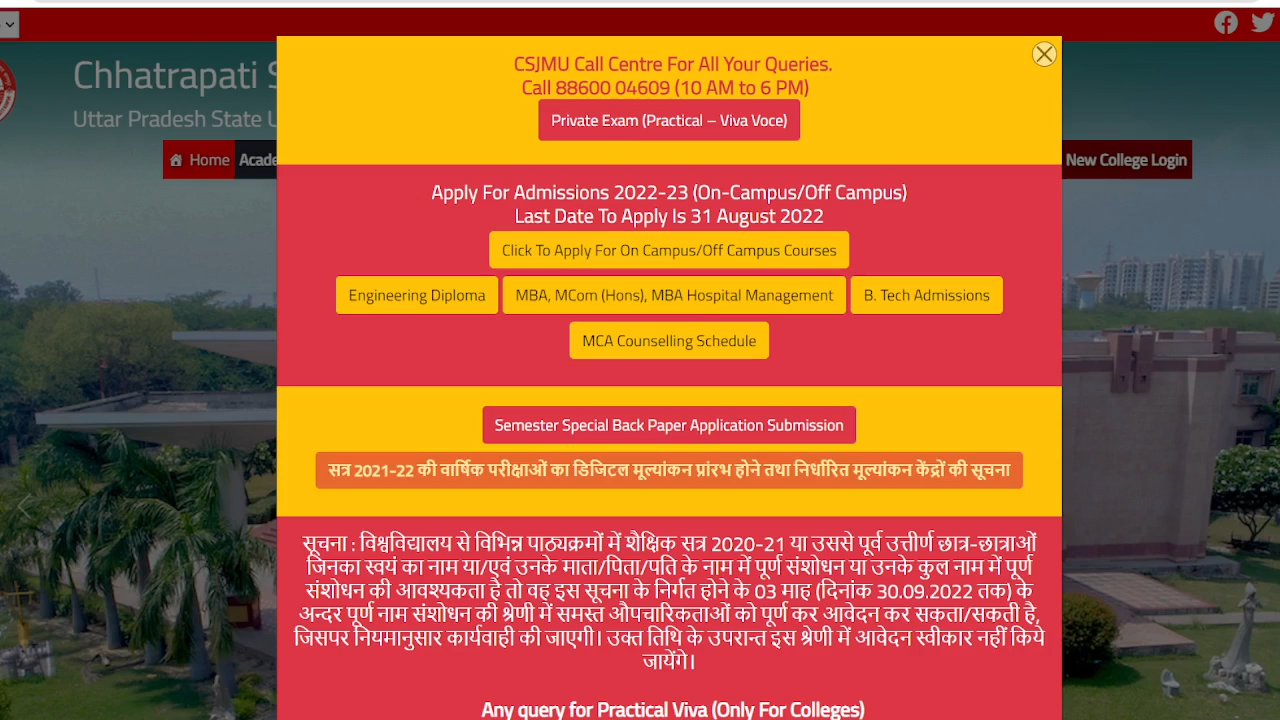 Chhatrapati
Uttar Pradesh State
Home
New College Login
CSJMU Call Centre For All Your Queries.
Call 88600 04609 (10 AM to 6 PM)
Private Exam (Practical – Viva Voce)
Apply For Admissions 2022-23 (On-Campus/Off Campus)
Last Date To Apply Is 31 August 2022
Click To Apply For On Campus/Off Campus Courses
Engineering Diploma
MBA, MCom (Hons), MBA Hospital Management
B. Tech Admissions
MCA Counselling Schedule
Semester Special Back Paper Application Submission
सत्र 2021-22 की वार्षिक परीक्षाओं का डिजिटल मूल्यांकन प्रांरभ होने तथा निर्धारित मूल्यांकन केंद्रों की सूचना
सूचना : विश्वविद्यालय से विभिन्न पाठ्यक्रमों में शैक्षिक सत्र 2020-21 या उससे पूर्व उत्तीर्ण छात्र-छात्राओं
जिनका स्वयं का नाम या/एवं उनके माता/पिता/पति के नाम में पूर्ण संशोधन या उनके कुल नाम में पूर्ण
संशोधन की आवश्यकता है तो वह इस सूचना के निर्गत होने के 03 माह (दिनांक 30.09.2022 तक) के
अन्दर पूर्ण नाम संशोधन की श्रेणी में समस्त औपचारिकताओं को पूर्ण कर आवेदन कर सकता/सकती है,
जिसपर नियमानुसार कार्यवाही की जाएगी। उक्त तिथि के उपरान्त इस श्रेणी में आवेदन स्वीकार नहीं किये
जायेंगे।
Any query for Practical Viva (Only For Colleges)